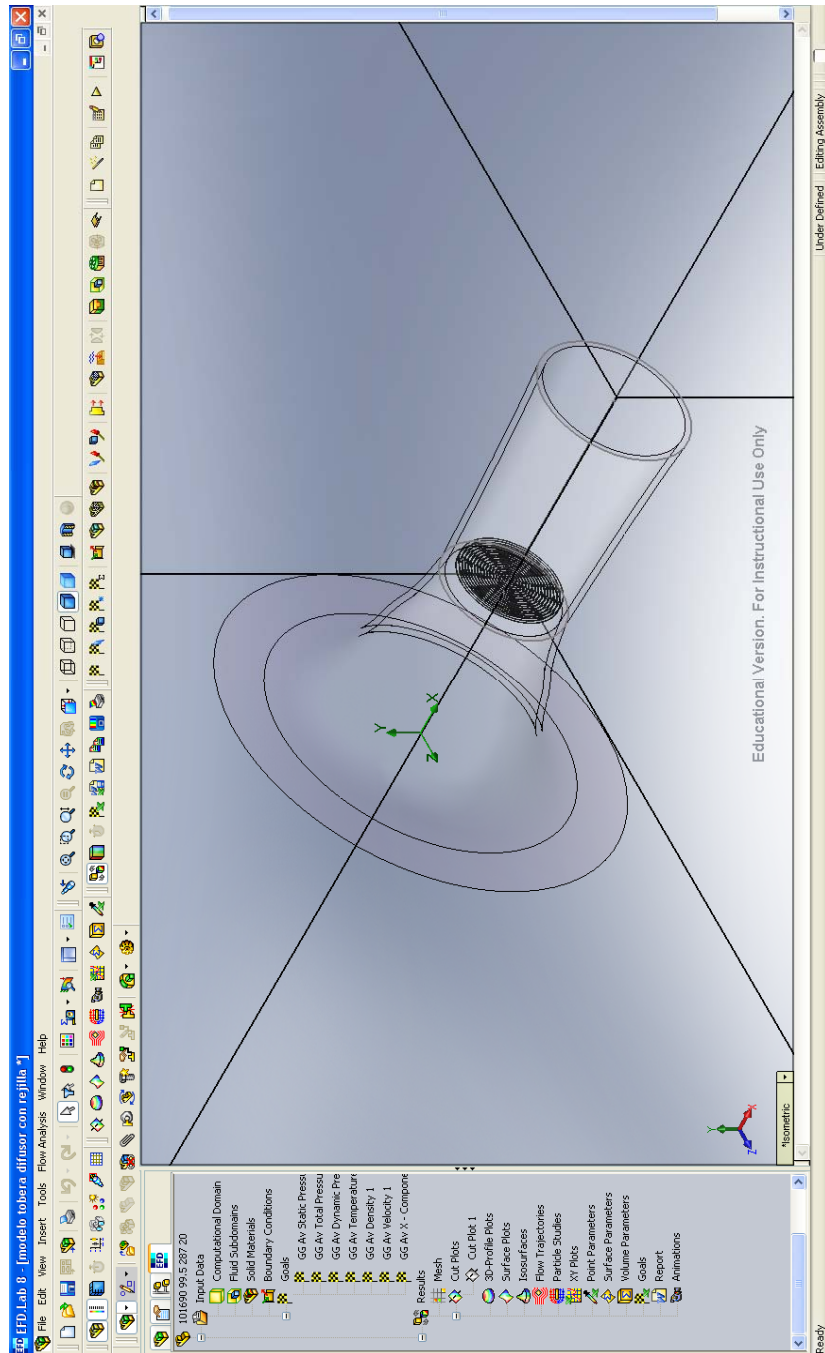 EFD EFD.Lab 8 - [modelo tobera difusor con rejilla *]
File Edit View Insert Tools Flow Analysis Window Help
EFD
101690 99.5 287 20
Input Data
Computational Domain
Fluid Subdomains
Solid Materials
Boundary Conditions
Goals
GG Av Static Pressu
GG Av Total Pressu
GG Av Dynamic Pre
GG Av Temperature
GG Av Density 1
GG Av Velocity 1
GG Av X - Compone
Results
Mesh
Cut Plots
Cut Plot 1
3D-Profile Plots
Surface Plots
Isosurfaces
Flow Trajectories
Particle Studies
XY Plots
Point Parameters
Surface Parameters
Volume Parameters
Goals
Report
Animations
Y
X
Z
Educational Version. For Instructional Use Only
Y
X
Z
*Isometric
Ready
Under Defined
Editing Assembly